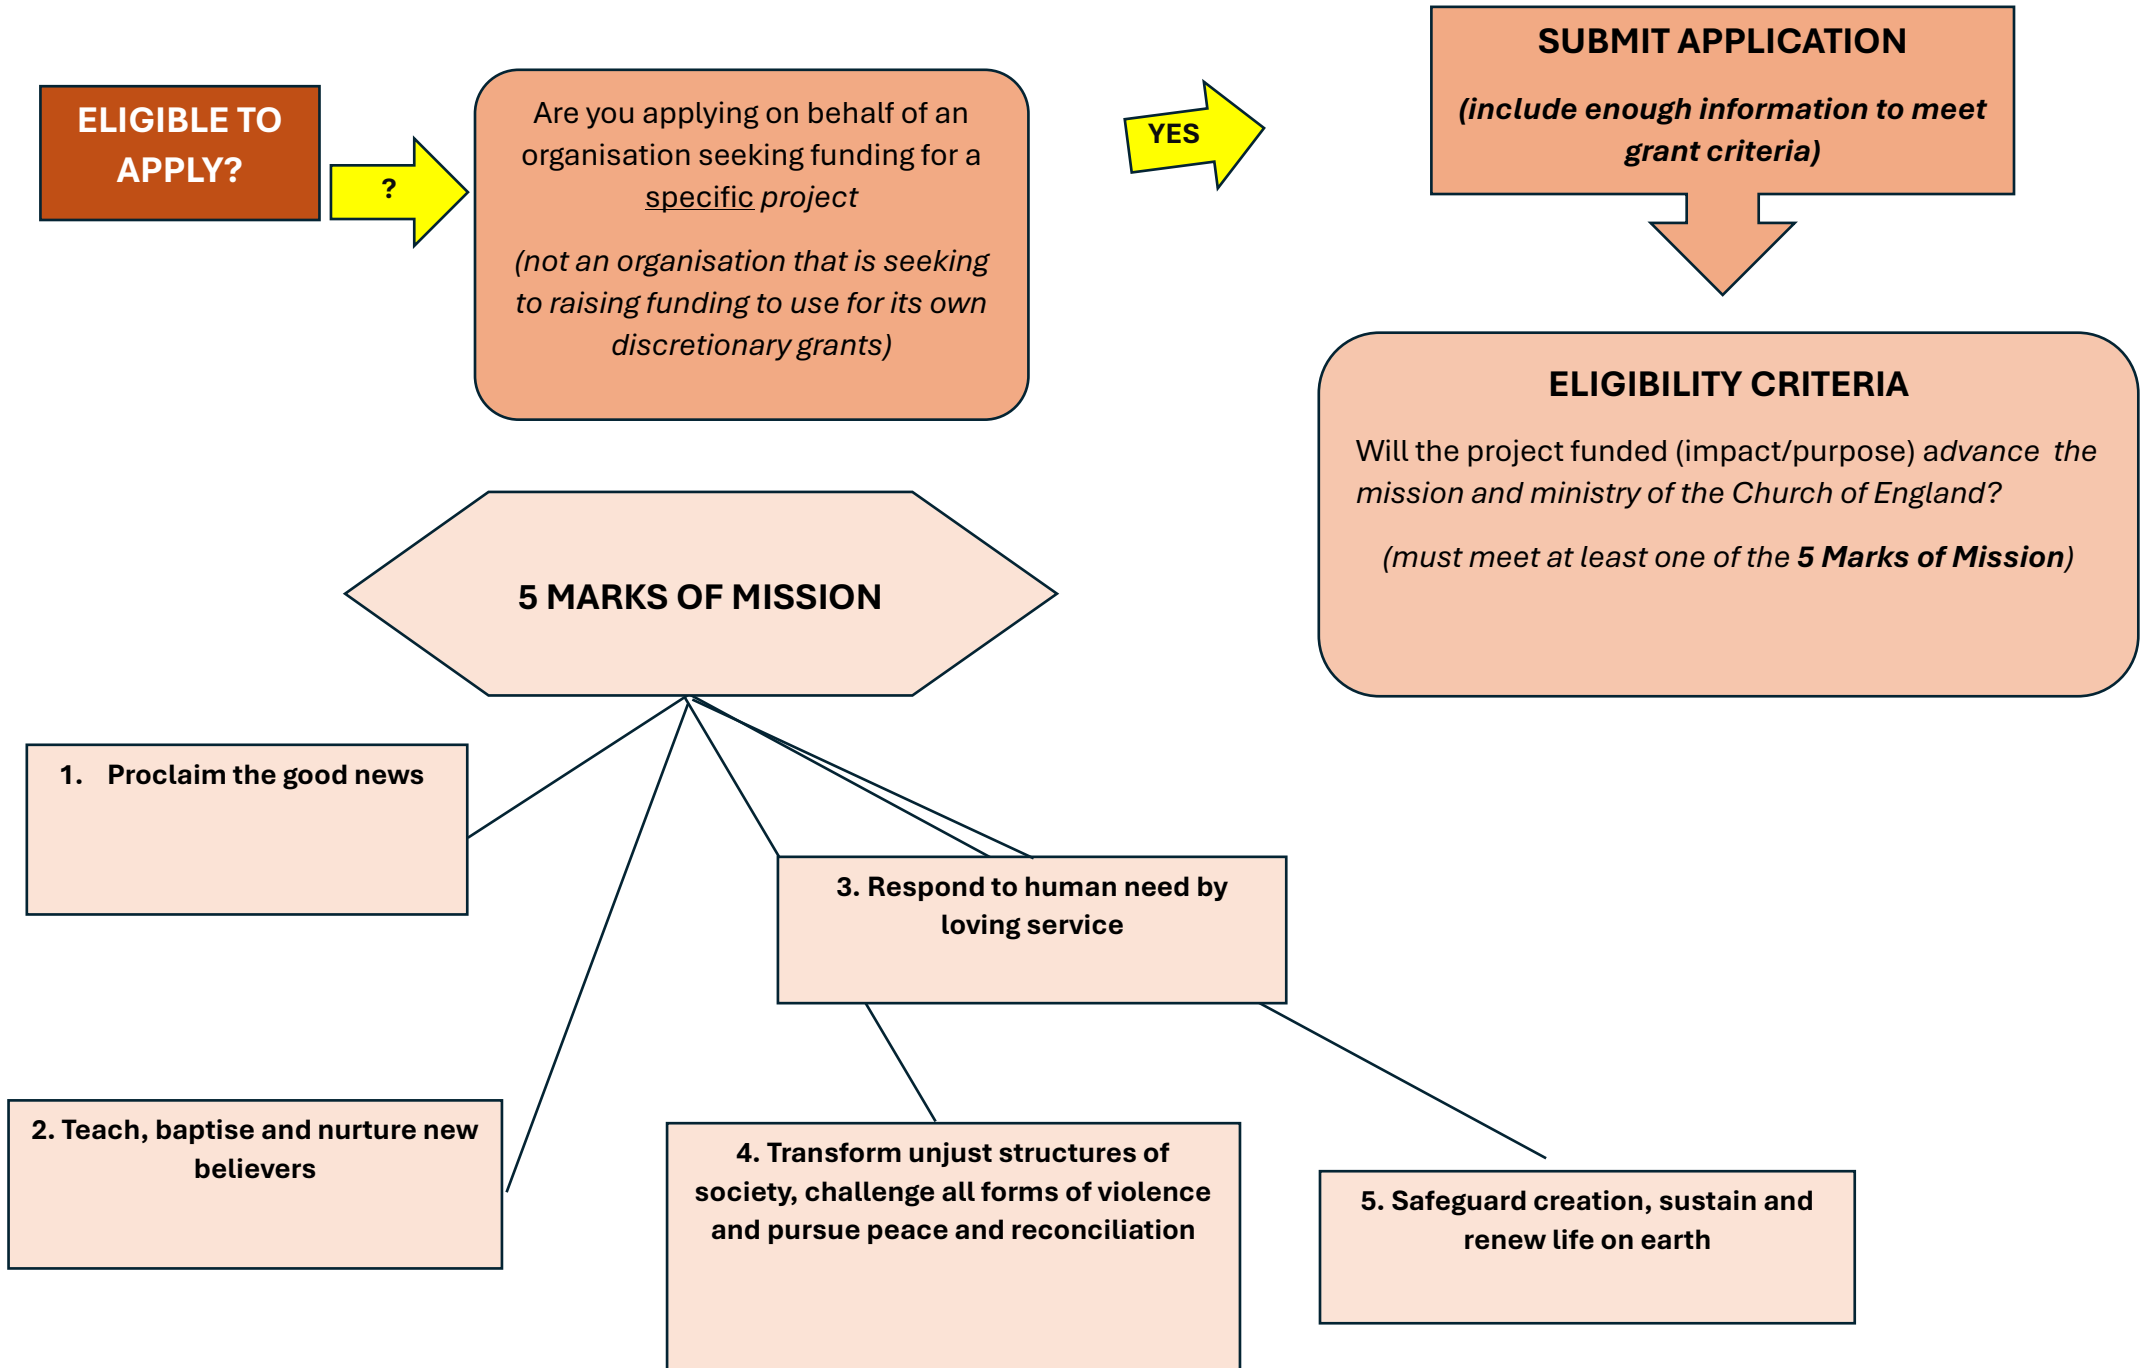 ELIGIBLE TO
APPLY?
?
Are you applying on behalf of an
organisation seeking funding for a
specific project
(not an organisation that is seeking
to raising funding to use for its own
discretionary grants)
YES
SUBMIT APPLICATION
(include enough information to meet
grant criteria)
ELIGIBILITY CRITERIA
Will the project funded (impact/purpose) advance the
mission and ministry of the Church of England?
(must meet at least one of the 5 Marks of Mission)
5 MARKS OF MISSION
1. Proclaim the good news
3. Respond to human need by
loving service
2. Teach, baptise and nurture new
believers
4. Transform unjust structures of
society, challenge all forms of violence
and pursue peace and reconciliation
5. Safeguard creation, sustain and
renew life on earth